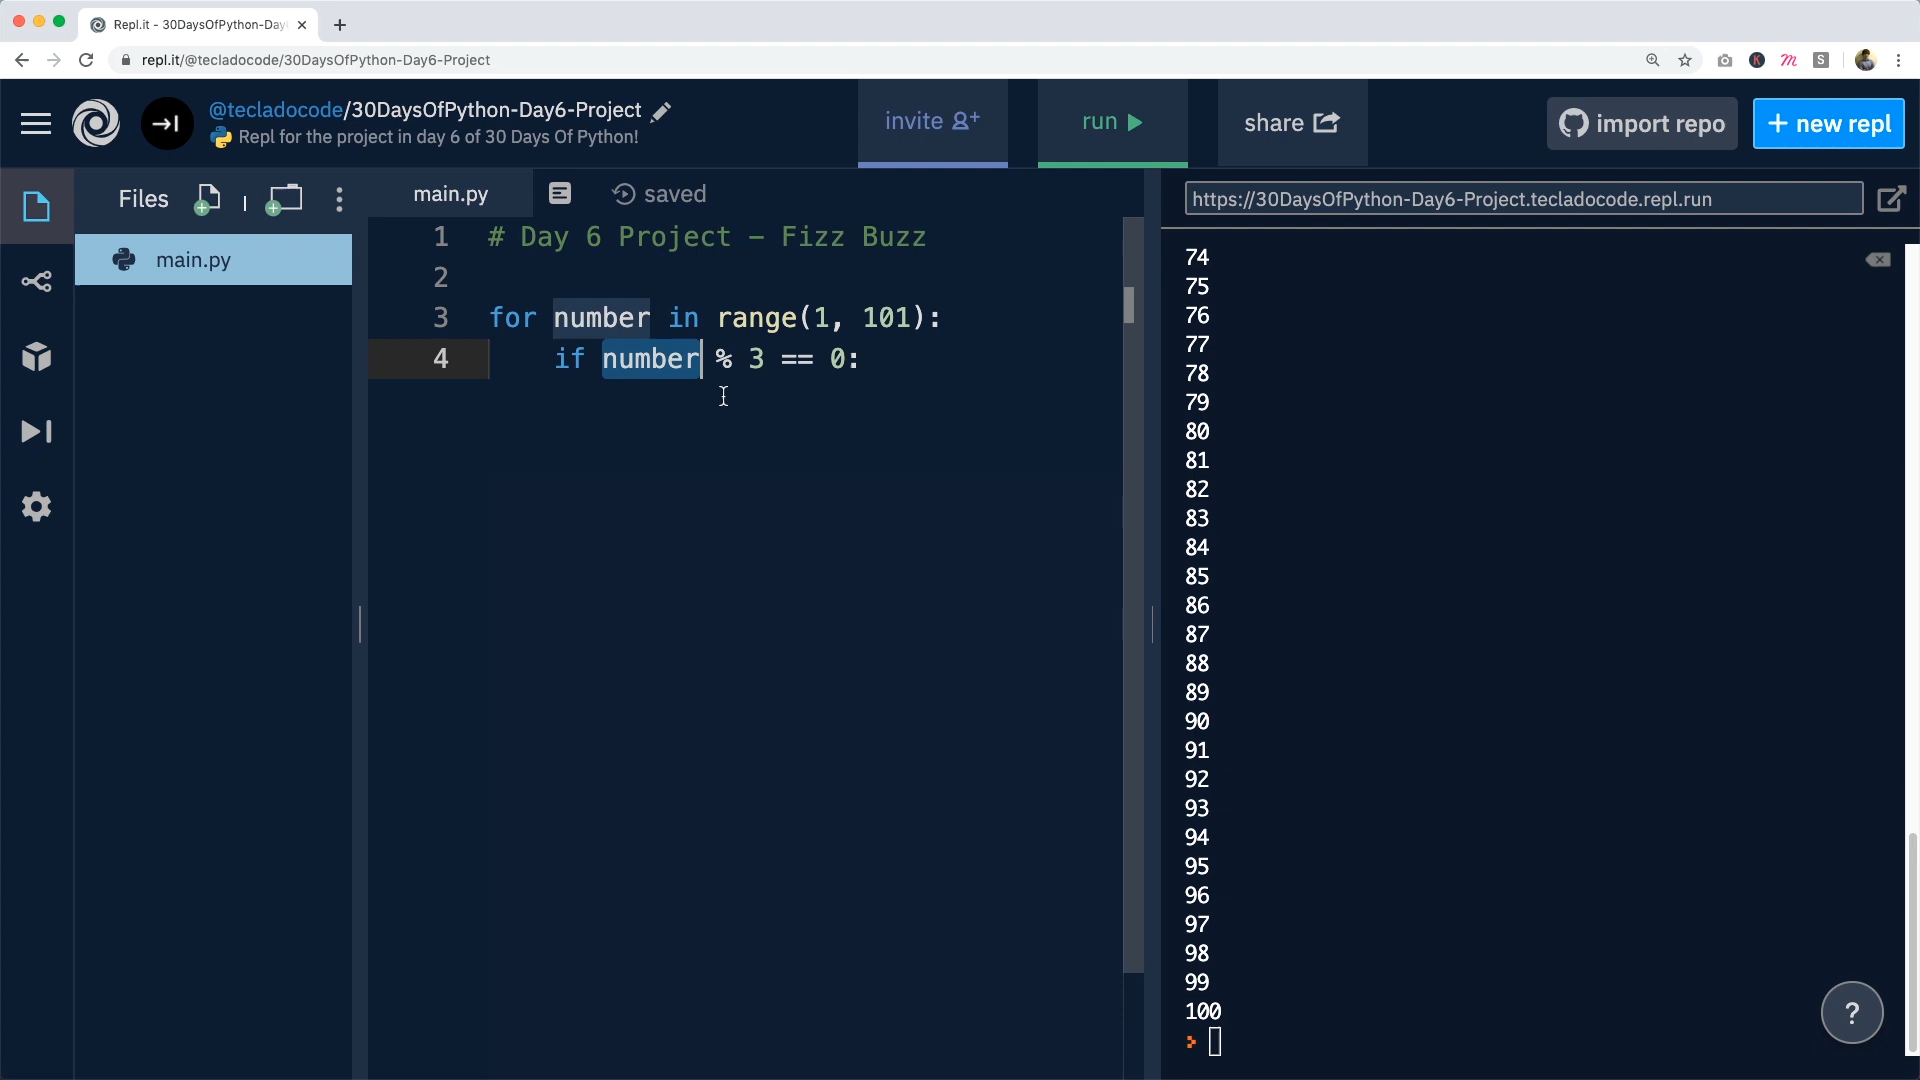 Repl.it - 30DaysOfPython-Day
repl.it/@tecladocode/30DaysOfPython-Day6-Project
@tecladocode/30DaysOfPython-Day6-Project
Repl for the project in day 6 of 30 Days Of Python!
invite
run
share
import repo
+ new repl
Files
main.py
saved
https://30DaysOfPython-Day6-Project.tecladocode.repl.run
main.py
1 # Day 6 Project – Fizz Buzz
2
3 for number in range(1, 101):
4 if number % 3 == 0:
74
75
76
77
78
79
80
81
82
83
84
85
86
87
88
89
90
91
92
93
94
95
96
97
98
99
100
?